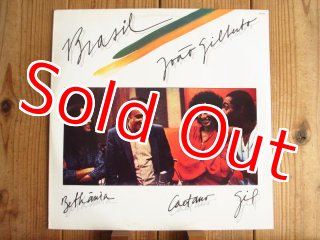 Brasil
João Gilberto
Sold Out
Bethânia Caetano Gil